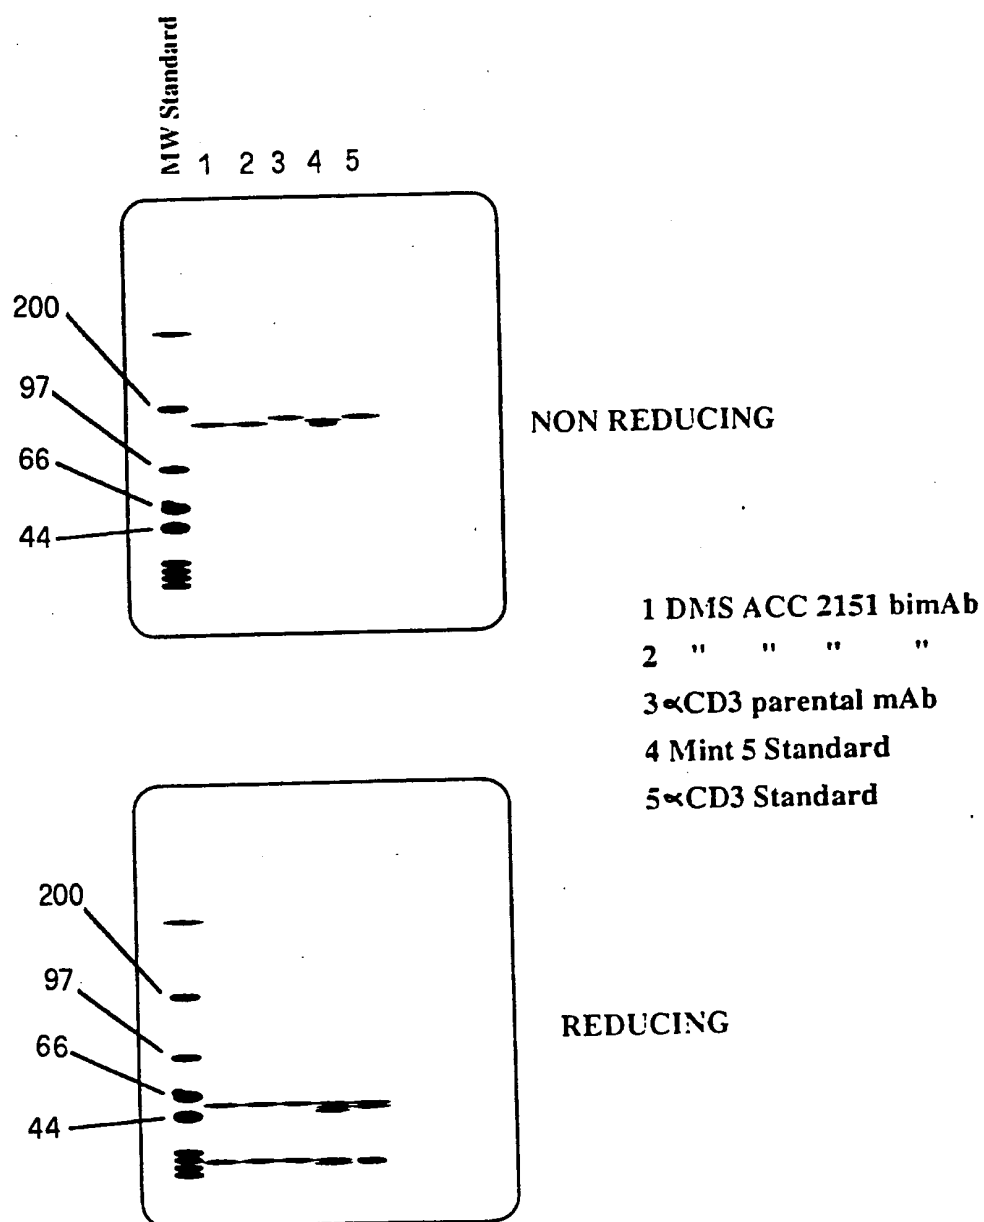 MW Standard
1 2 3 4 5
200
97
66
44
NON REDUCING
1 DMS ACC 2151 bimAb
2 " " " "
3 ∝CD3 parental mAb
4 Mint 5 Standard
5 ∝CD3 Standard
200
97
66
44
REDUCING